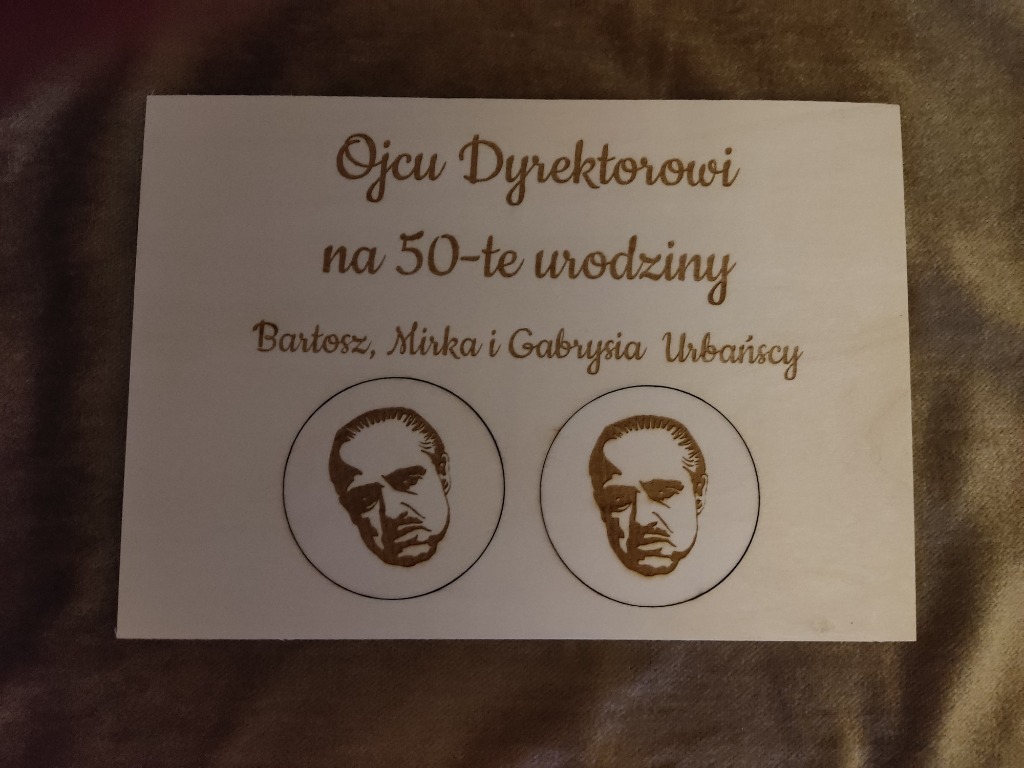 Ojcu Dyrektorowi
na 50-te urodziny
Bartosz, Mirka i Gabrysia Urbańscy